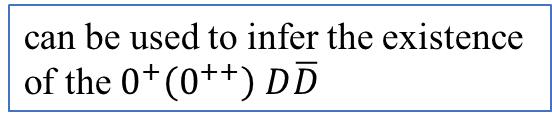 can be used to infer the existence
of the 0⁺(0⁺⁺) DD̅